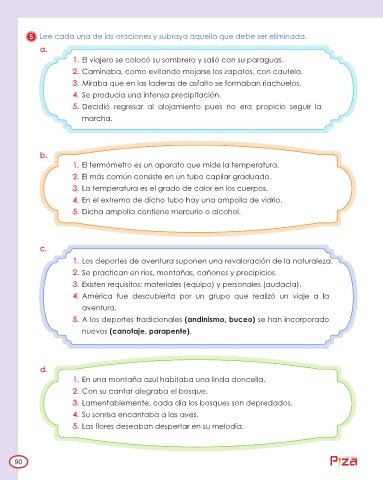 5 Lee cada una de las oraciones y subraya aquella que debe ser eliminada.
a.
1. El viajero se colocó su sombrero y salió con su paraguas.
2. Caminaba, como evitando mojarse los zapatos, con cautela.
3. Miraba que en las laderas de asfalto se formaban riachuelos.
4. Se producía una intensa precipitación.
5. Decidió regresar al alojamiento pues no era propicio seguir la
marcha.
b.
1. El termómetro es un aparato que mide la temperatura.
2. El más común consiste en un tubo capilar graduado.
3. La temperatura es el grado de calor en los cuerpos.
4. En el extremo de dicho tubo hay una ampolla de vidrio.
5. Dicha ampolla contiene mercurio o alcohol.
c.
1. Los deportes de aventura suponen una revaloración de la naturaleza.
2. Se practican en ríos, montañas, cañones y precipicios.
3. Existen requisitos: materiales (equipo) y personales (audacia).
4. América fue descubierta por un grupo que realizó un viaje a la
aventura.
5. A los deportes tradicionales (andinismo, buceo) se han incorporado
nuevos (canotaje, parapente).
d.
1. En una montaña azul habitaba una linda doncella.
2. Con su cantar alegraba el bosque.
3. Lamentablemente, cada día los bosques son depredados.
4. Su sonrisa encantaba a las aves.
5. Las flores deseaban despertar en su melodía.
90